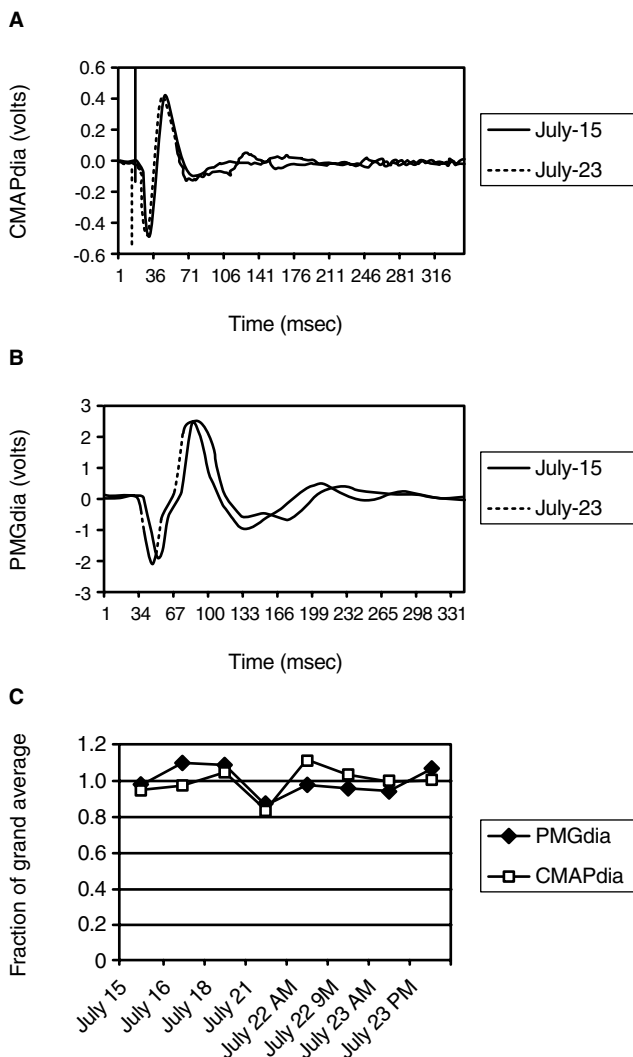 A
CMAPdia (volts)
0.6
0.4
0.2
0.0
-0.2
-0.4
-0.6
1 36 71 106 141 176 211 246 281 316
Time (msec)
July-15
July-23
B
PMGdia (volts)
3
2
1
0
-1
-2
-3
1 34 67 100 133 166 199 232 265 298 331
Time (msec)
July-15
July-23
C
Fraction of grand average
1.2
1.0
0.8
0.6
0.4
0.2
0
July 15
July 16
July 18
July 21
July 22 AM
July 22 9M
July 23 AM
July 23 PM
PMGdia
CMAPdia